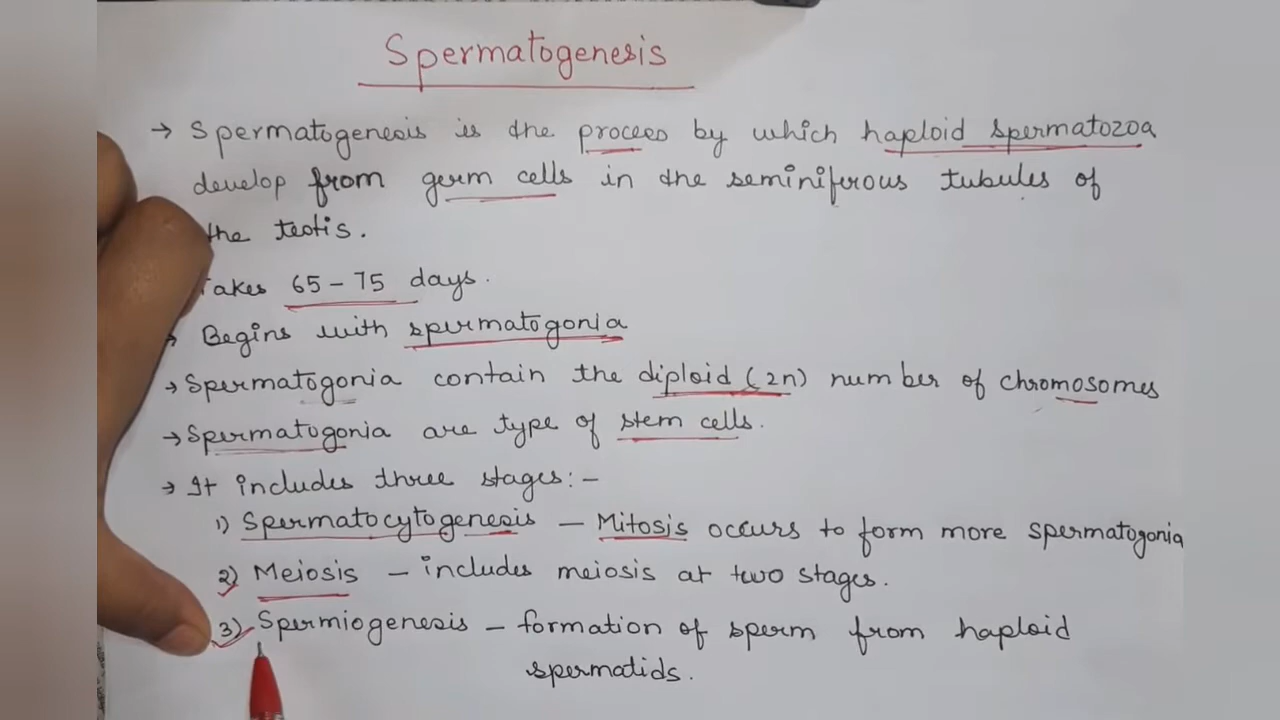 Spermatogenesis
→ Spermatogenesis is the process by which haploid spermatozoa
develop from germ cells in the seminiferous tubules of
the testis.
Takes 65-75 days.
→ Begins with spermatogonia
→ Spermatogonia contain the diploid (2n) number of chromosomes
→ Spermatogonia are type of stem cells.
→ It includes three stages:-
1) Spermatocytogenesis - Mitosis occurs to form more spermatogonia
2) Meiosis - includes meiosis at two stages.
3) Spermiogenesis - formation of sperm from haploid
spermatids.